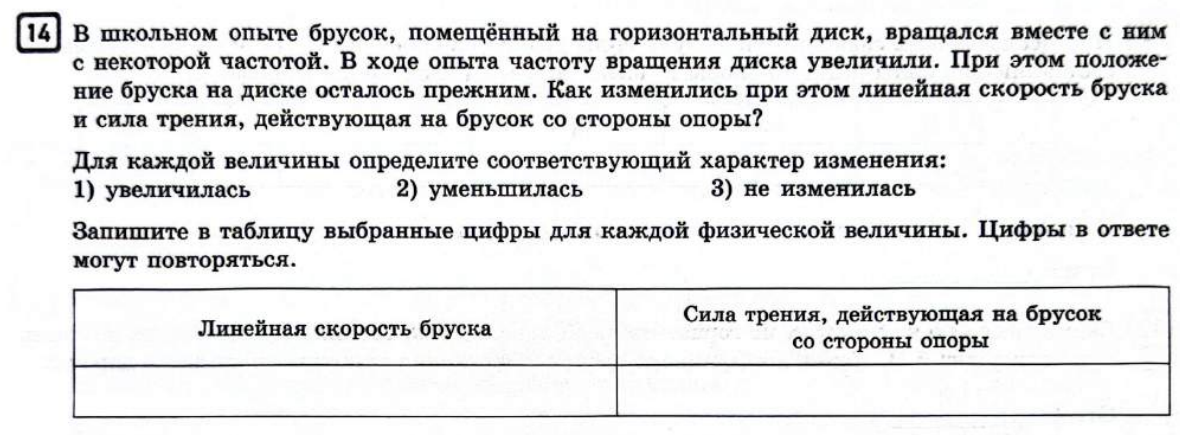 14 В школьном опыте брусок, помещённый на горизонтальный диск, вращался вместе с ним
с некоторой частотой. В ходе опыта частоту вращения диска увеличили. При этом положе-
ние бруска на диске осталось прежним. Как изменились при этом линейная скорость бруска
и сила трения, действующая на брусок со стороны опоры?
Для каждой величины определите соответствующий характер изменения:
1) увеличилась 2) уменьшилась 3) не изменилась
Запишите в таблицу выбранные цифры для каждой физической величины. Цифры в ответе
могут повторяться.
Линейная скорость бруска
Сила трения, действующая на брусок
со стороны опоры